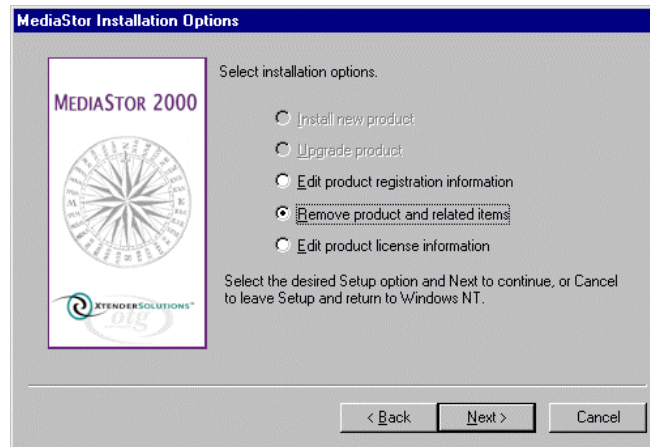 MediaStor Installation Options
MEDIASTOR 2000
XTENDERSOLUTIONS™
otg
Select installation options.
Install new product
Upgrade product
Edit product registration information
Remove product and related items
Edit product license information
Select the desired Setup option and Next to continue, or Cancel
to leave Setup and return to Windows NT.
< Back
Next >
Cancel